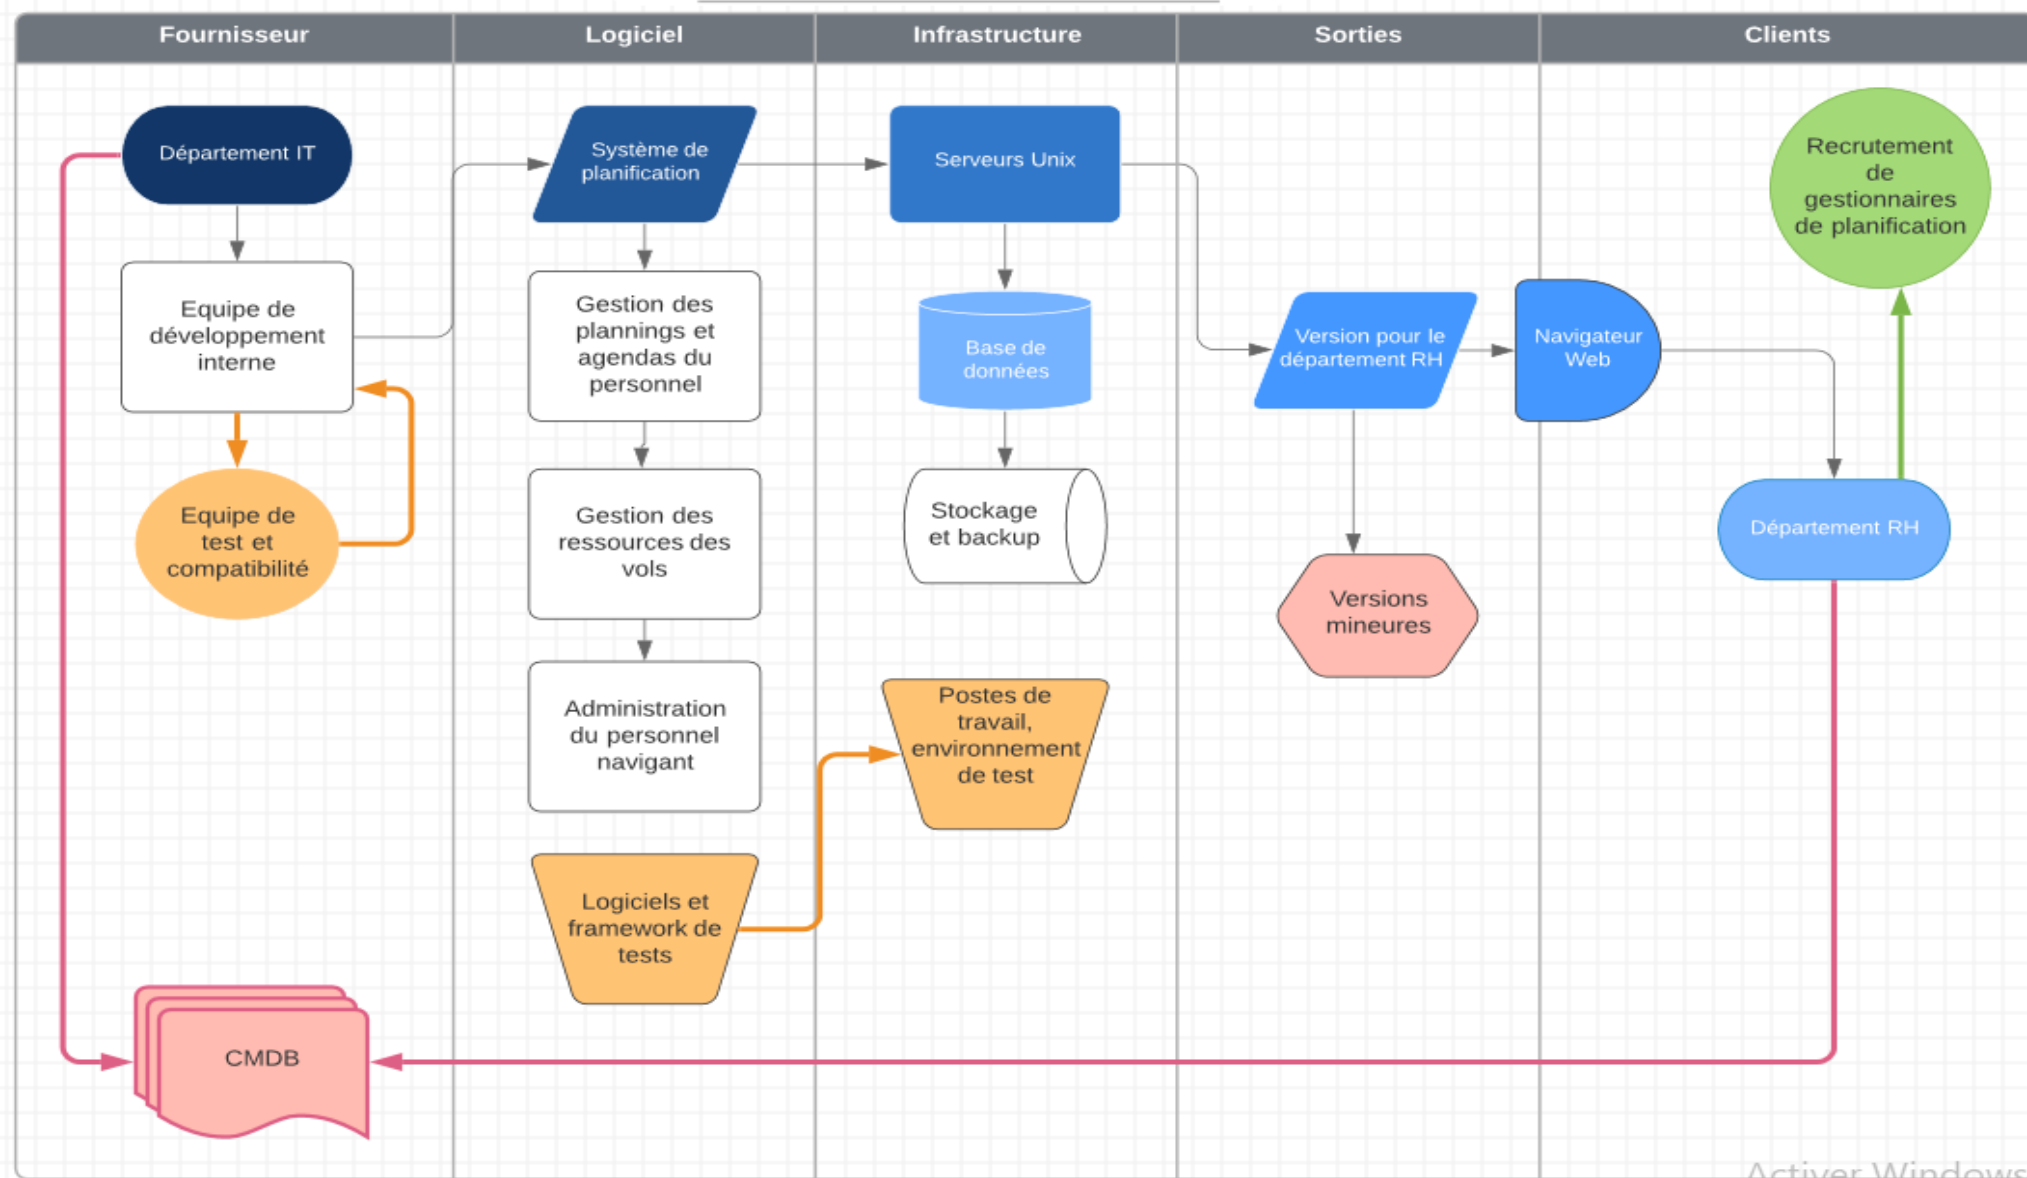 Fournisseur
Logiciel
Infrastructure
Sorties
Clients
Département IT
Equipe de
développement
interne
Equipe de
test et
compatibilité
CMDB
Système de
planification
Gestion des
plannings et
agendas du
personnel
Gestion des
ressources des
vols
Administration
du personnel
navigant
Logiciels et
framework de
tests
Serveurs Unix
Base de
données
Stockage
et backup
Postes de
travail,
environnement
de test
Version pour le
département RH
Versions
mineures
Navigateur
Web
Recrutement
de
gestionnaires
de planification
Département RH
Activer Windows